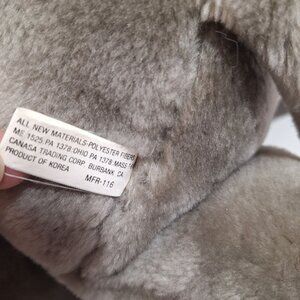 ALL NEW MATERIALS-POLYESTER FIBERS
ME 1525/PA 1378/OHIO PA 1378/MASS T-
CANASA TRADING CORP. BURBANK, CA.
PRODUCT OF KOREA
MFR-116